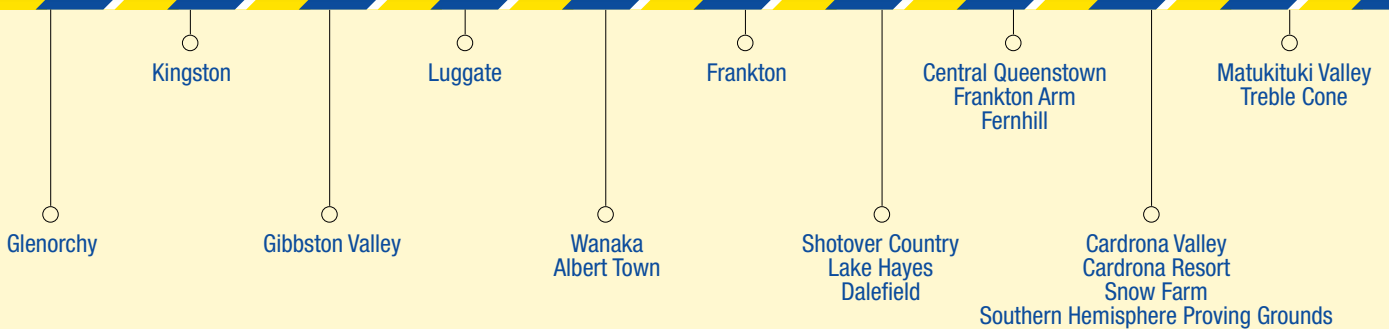 Kingston
Luggate
Frankton
Central Queenstown
Frankton Arm
Fernhill
Matukituki Valley
Treble Cone
Glenorchy
Gibbston Valley
Wanaka
Albert Town
Shotover Country
Lake Hayes
Dalefield
Cardrona Valley
Cardrona Resort
Snow Farm
Southern Hemisphere Proving Grounds